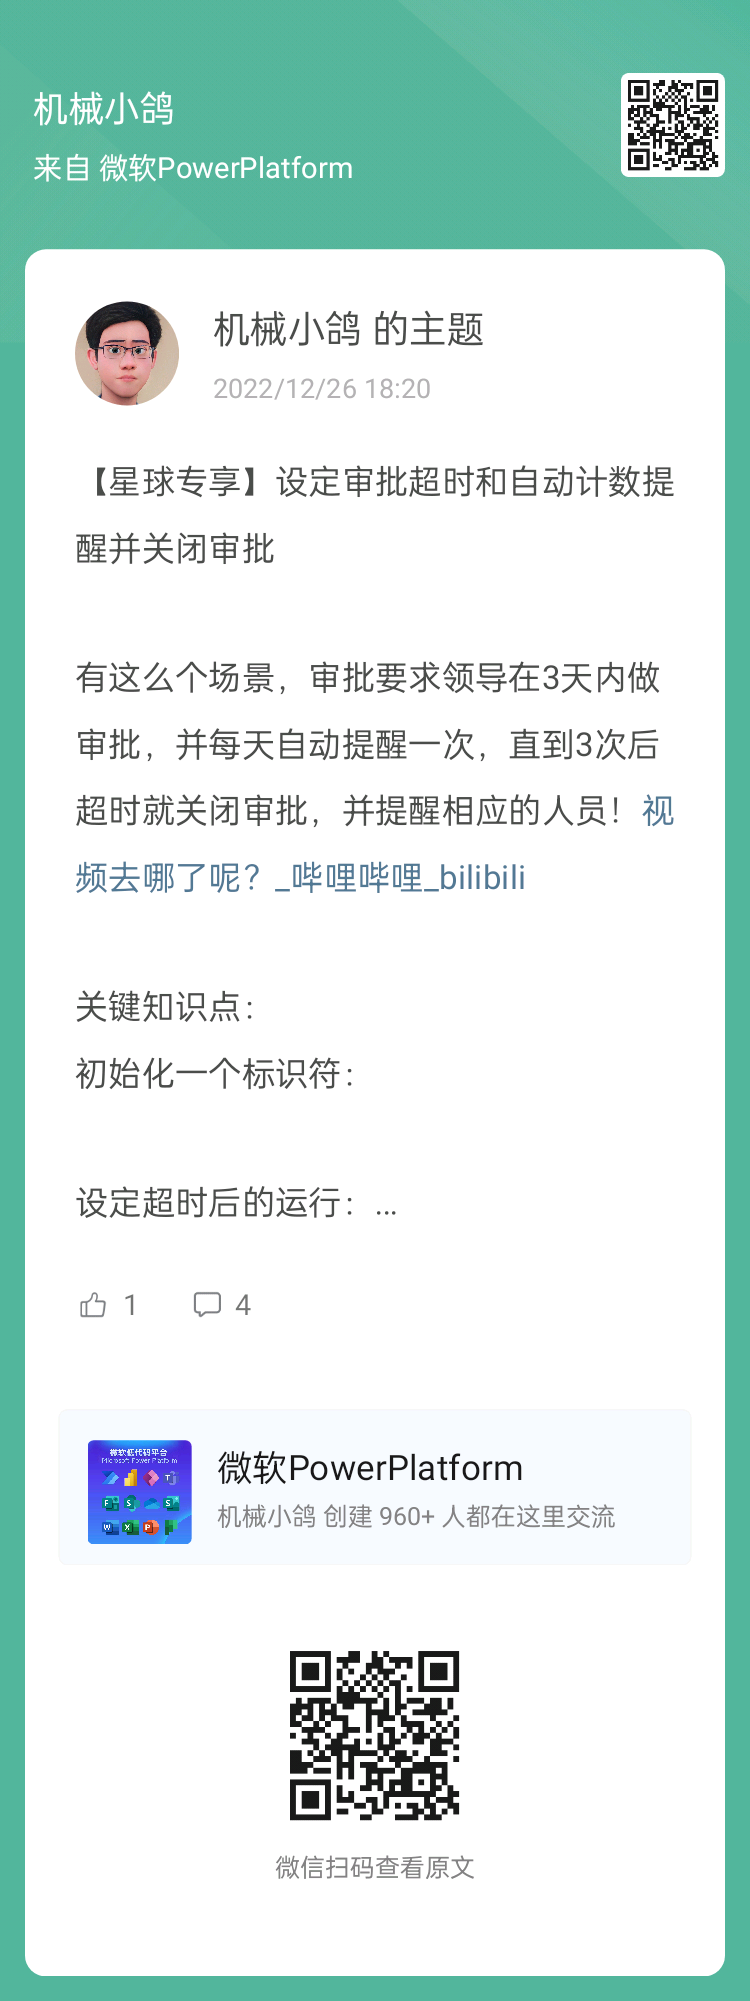 机械小鸽
来自 微软PowerPlatform
机械小鸽 的主题
2022/12/26 18:20
【星球专享】设定审批超时和自动计数提
醒并关闭审批
有这么个场景，审批要求领导在3天内做
审批，并每天自动提醒一次，直到3次后
超时就关闭审批，并提醒相应的人员！视
频去哪了呢？_哔哩哔哩_bilibili
关键知识点：
初始化一个标识符：
设定超时后的运行：...
1 4
微软低代码平台
Microsoft Power Platform
微软PowerPlatform
机械小鸽 创建 960+ 人都在这里交流
微信扫码查看原文